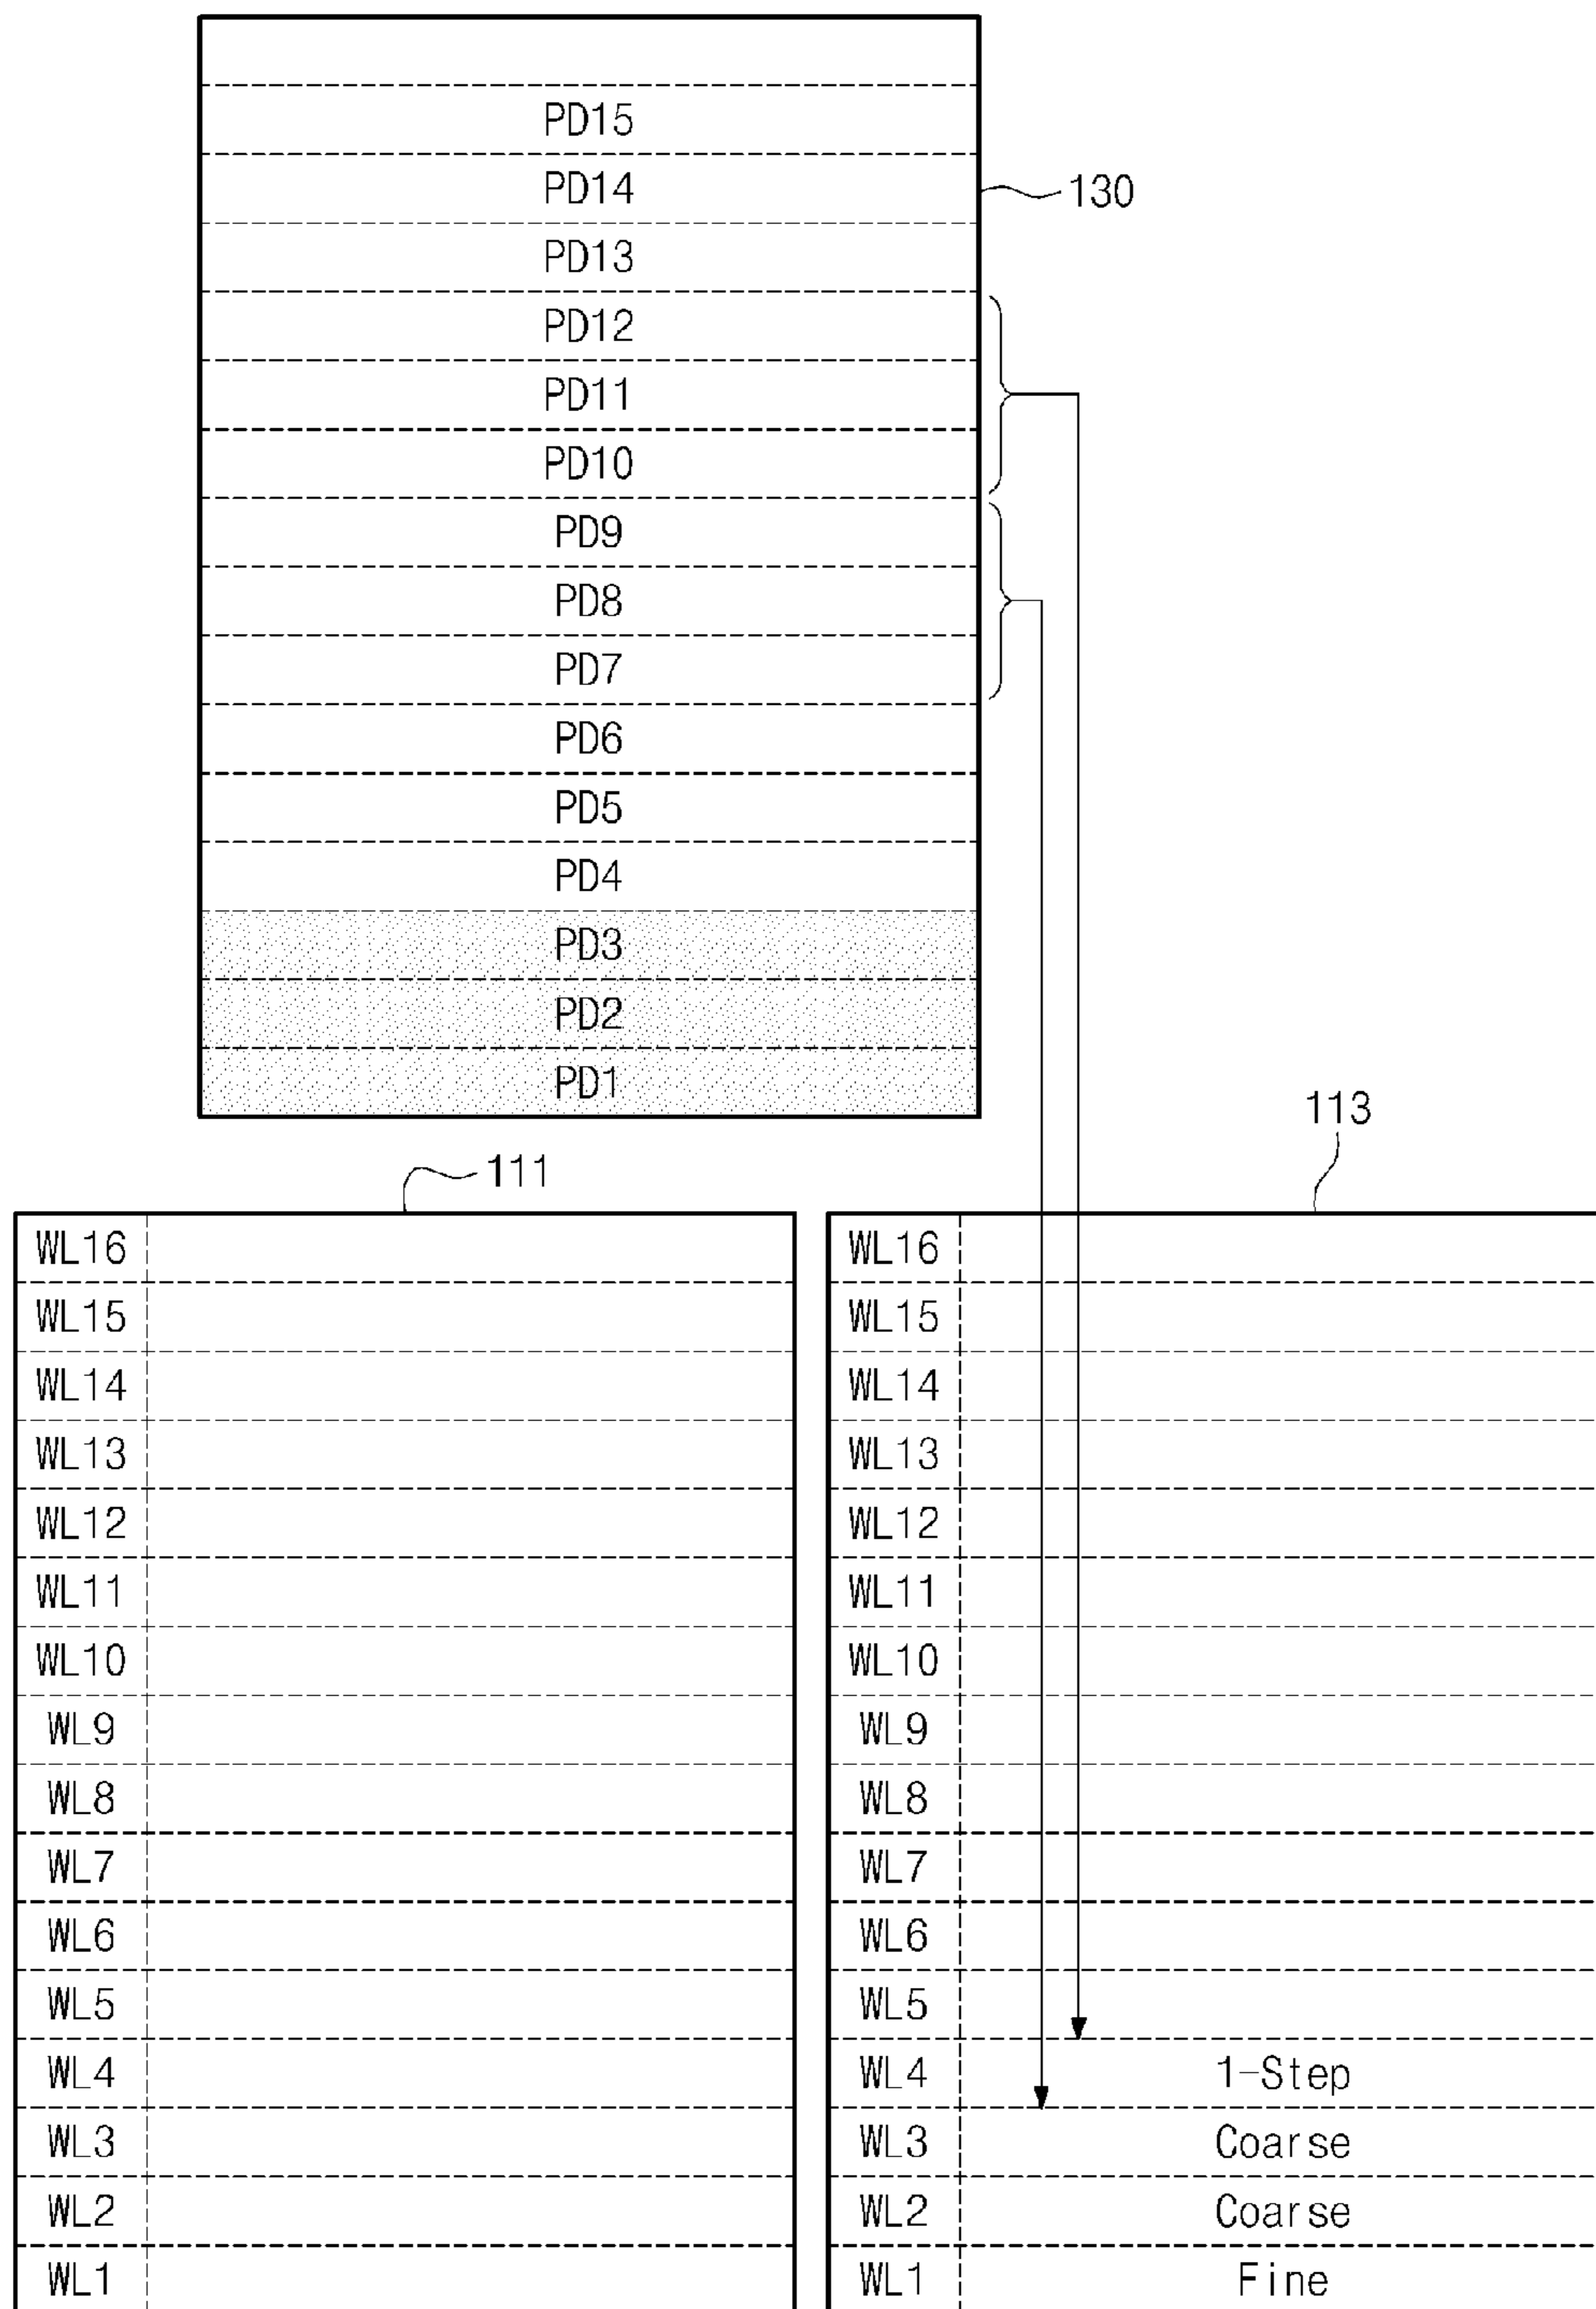 PD15
PD14
130
PD13
PD12
PD11
PD10
PD9
PD8
PD7
PD6
PD5
PD4
PD3
PD2
PD1
111
113
WL16
WL15
WL14
WL13
WL12
WL11
WL10
WL9
WL8
WL7
WL6
WL5
WL4
WL3
WL2
WL1
WL16
WL15
WL14
WL13
WL12
WL11
WL10
WL9
WL8
WL7
WL6
WL5
WL4 1-Step
WL3 Coarse
WL2 Coarse
WL1 Fine